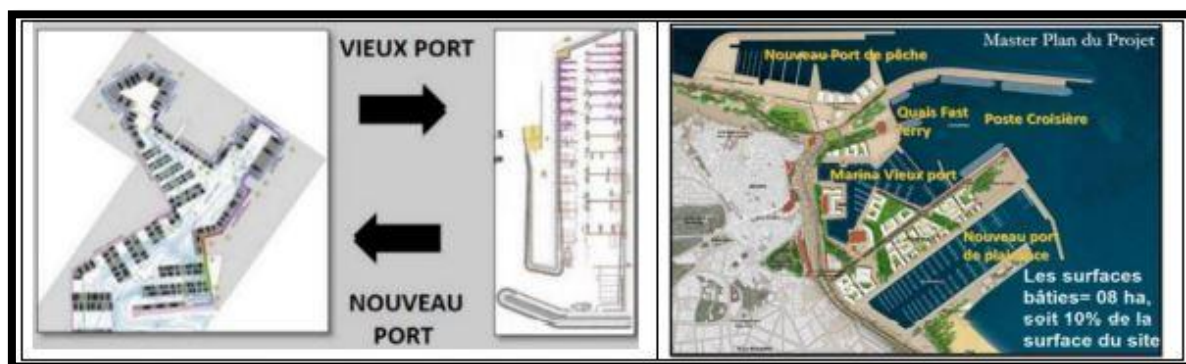 VIEUX PORT
NOUVEAU
PORT
Master Plan du Projet
Nouveau Port de pêche
Quais Fast
ferry
Poste Croisière
Marina Vieux port
Nouveau port
de plaisance
Les surfaces
bâties= 08 ha,
soit 10% de la
surface du site